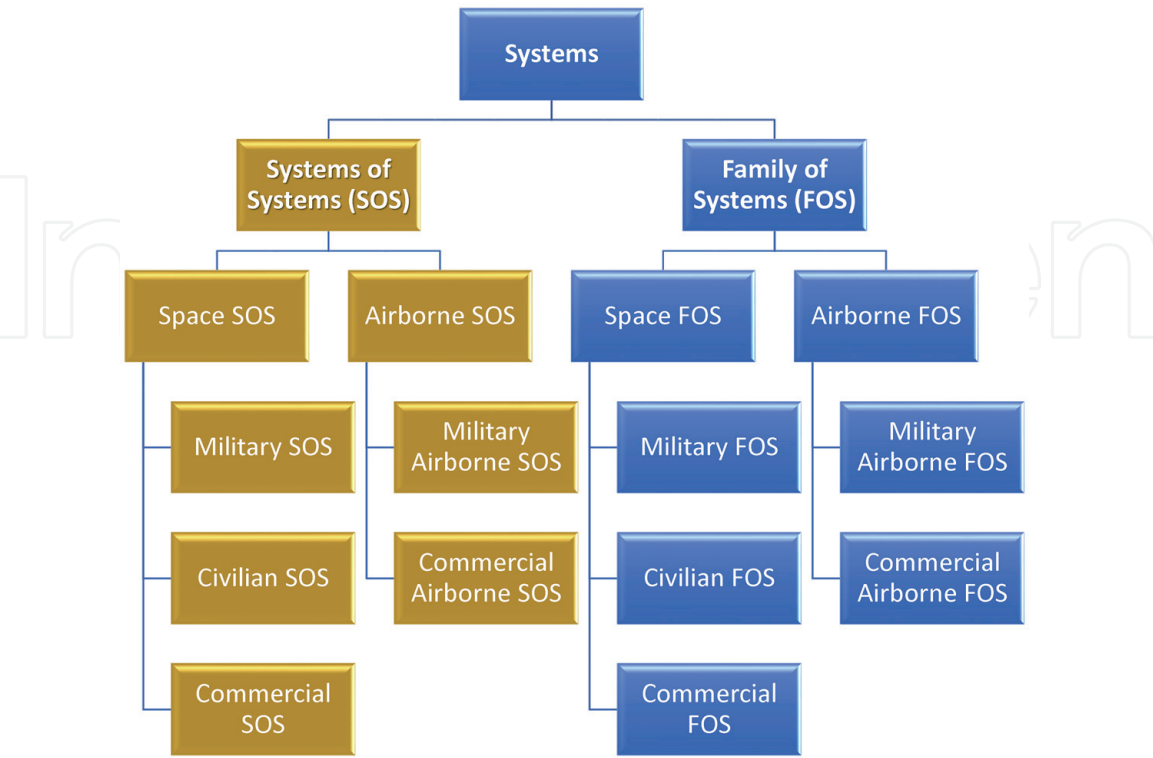 Systems
Systems of
Systems (SOS)
Family of
Systems (FOS)
Space SOS
Airborne SOS
Space FOS
Airborne FOS
Military SOS
Military
Airborne SOS
Military FOS
Military
Airborne FOS
Civilian SOS
Commercial
Airborne SOS
Civilian FOS
Commercial
Airborne FOS
Commercial
SOS
Commercial
FOS